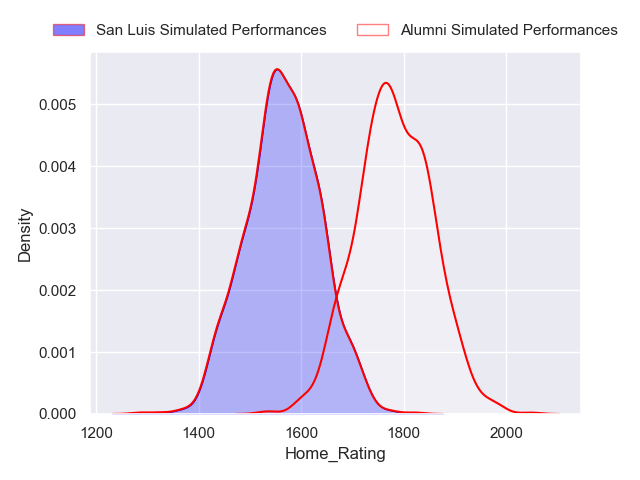 San Luis Simulated Performances Alumni Simulated Performances
0.005
0.004
0.003
0.002
0.001
0.000
Density
1200 1400 1600 1800 2000
Home_Rating